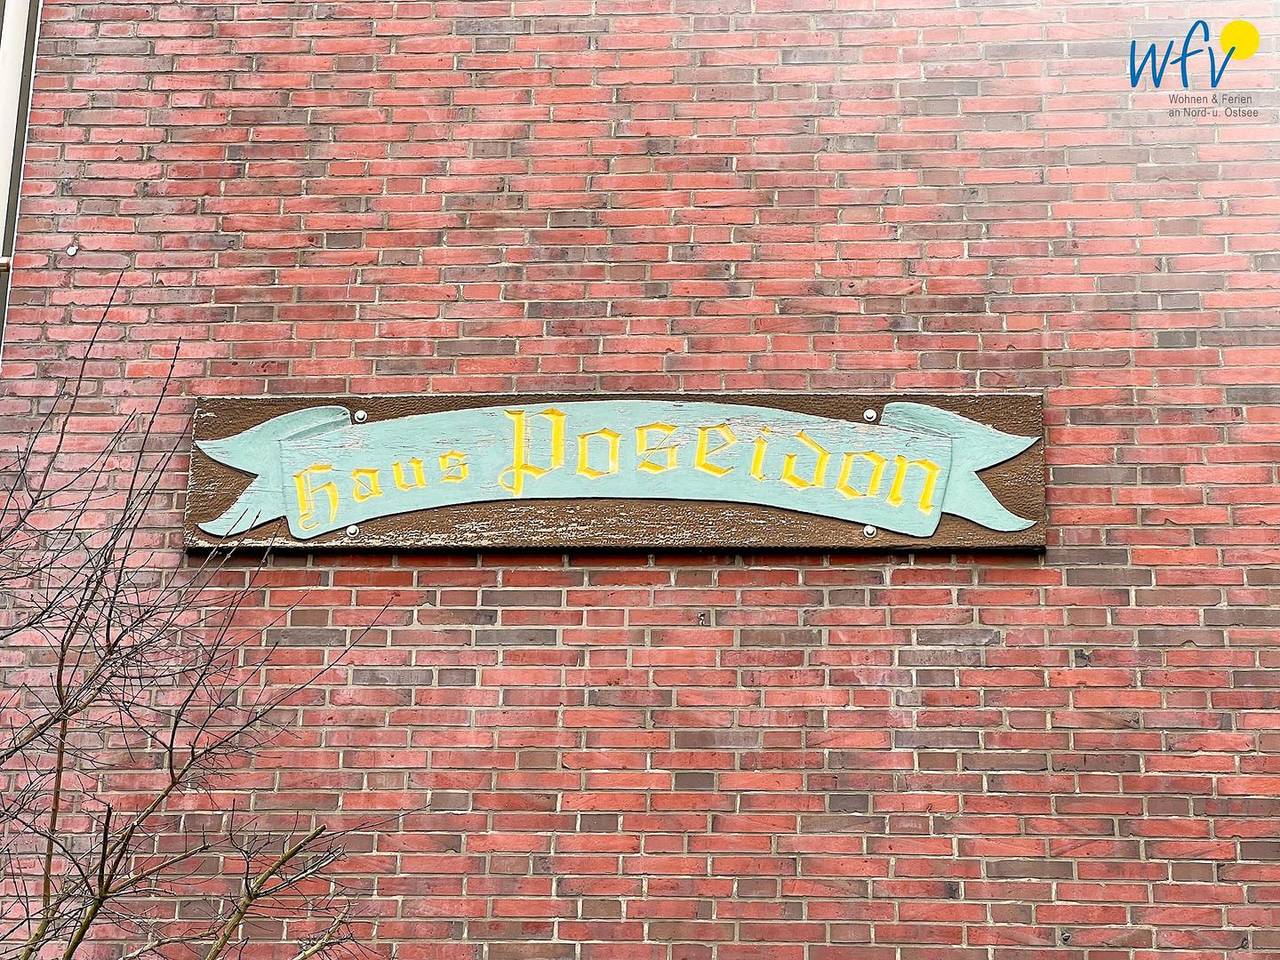 wfv
Wohnen & Ferien
an Nord- u. Ostsee
Haus Poseidon